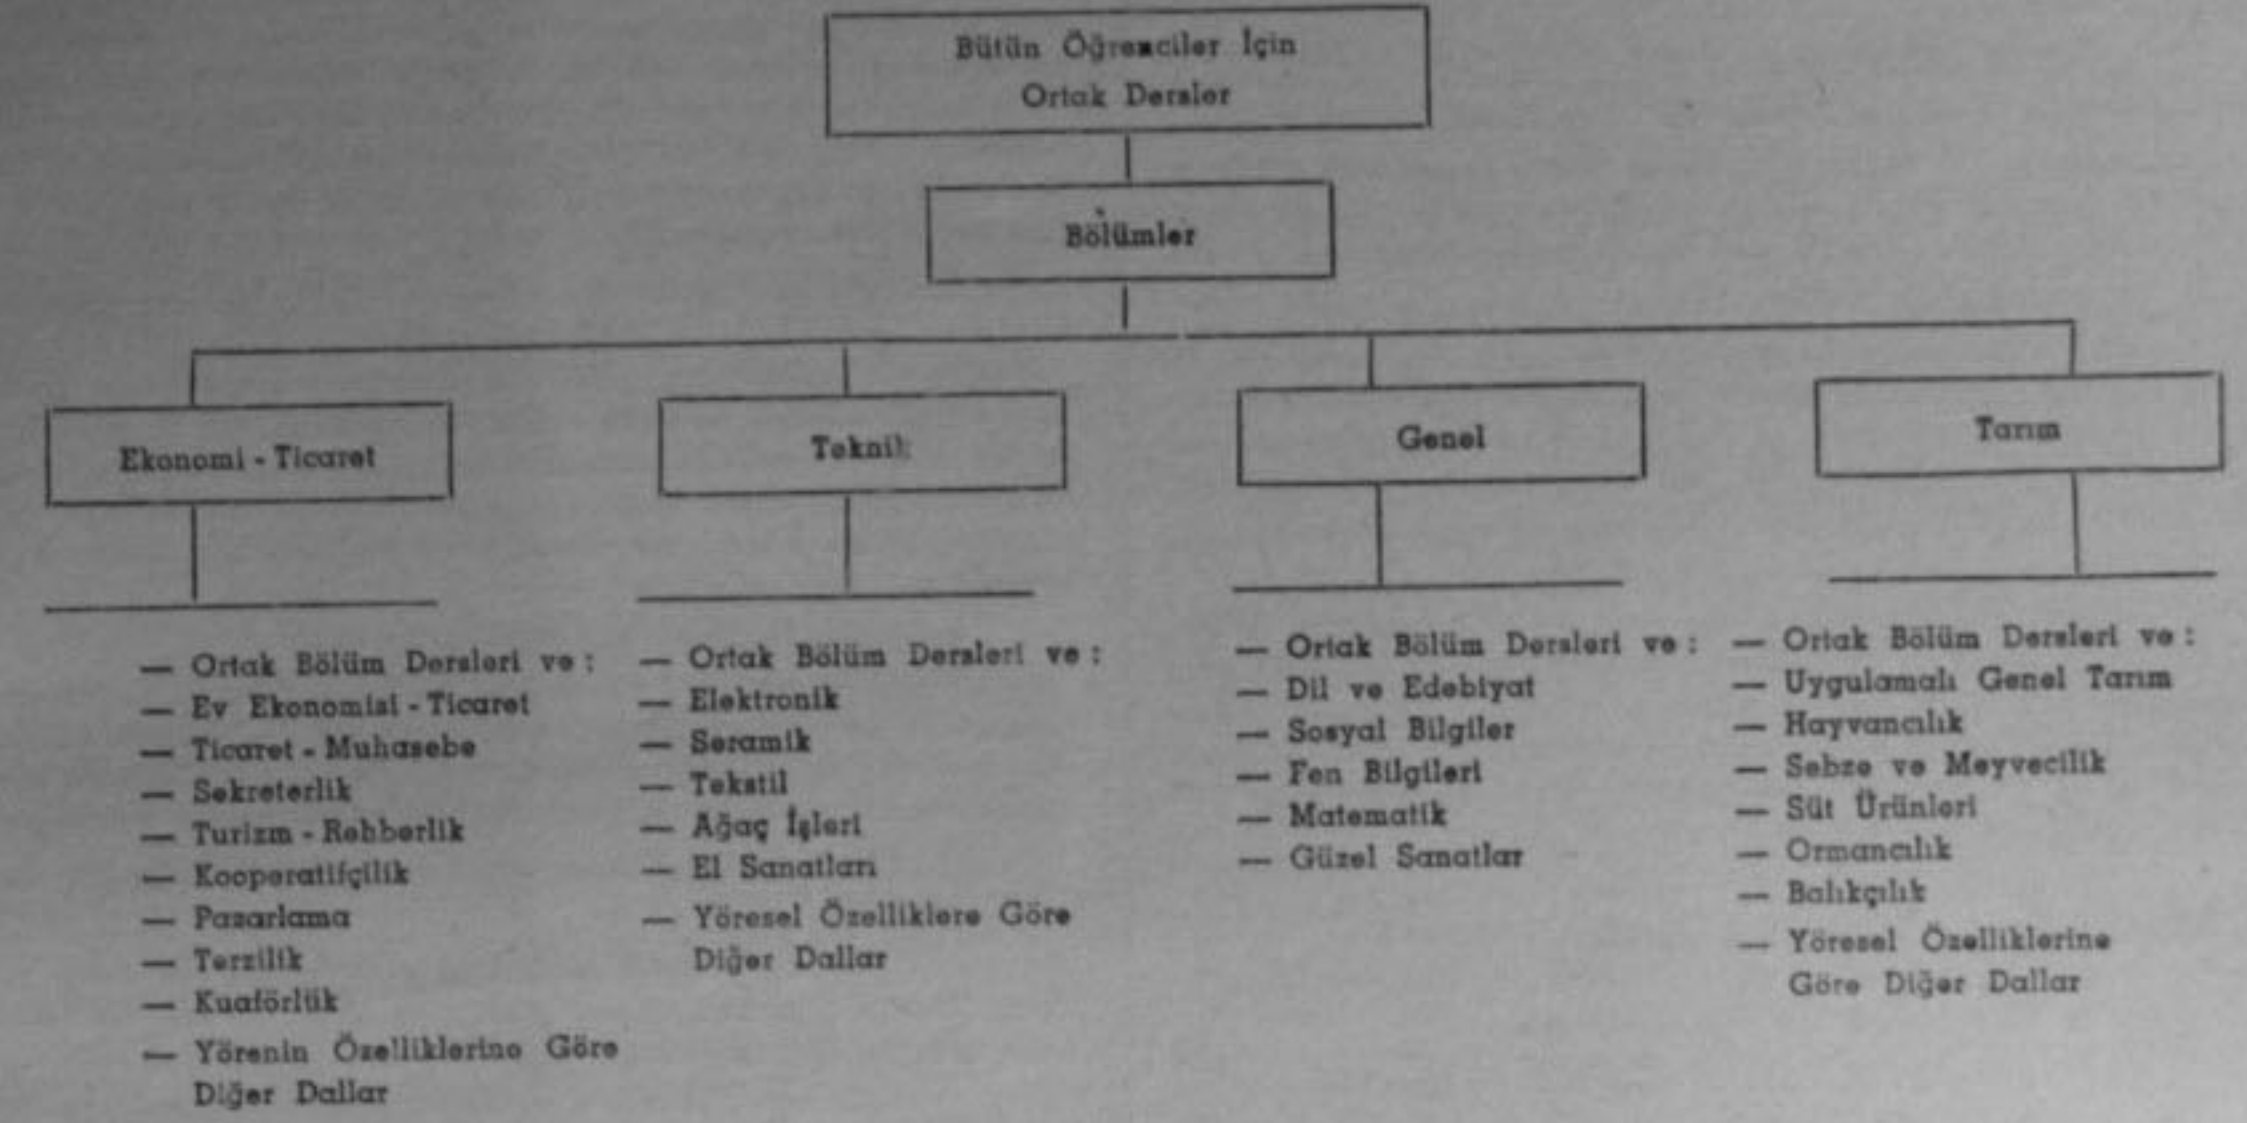 Bütün Öğrenciler İçin
Ortak Dersler
Bölümler
Ekonomi - Ticaret
Teknik
Genel
Tarım
— Ortak Bölüm Dersleri ve :
— Ev Ekonomisi - Ticaret
— Ticaret - Muhasebe
— Sekreterlik
— Turizm - Rehberlik
— Kooperatifçilik
— Pazarlama
— Terzilik
— Kuaförlük
— Yörenin Özelliklerine Göre
Diğer Dallar
— Ortak Bölüm Dersleri ve :
— Elektronik
— Seramik
— Tekstil
— Ağaç İşleri
— El Sanatları
— Yöresel Özelliklere Göre
Diğer Dallar
— Ortak Bölüm Dersleri ve :
— Dil ve Edebiyat
— Sosyal Bilgiler
— Fen Bilgileri
— Matematik
— Güzel Sanatlar
— Ortak Bölüm Dersleri ve :
— Uygulamalı Genel Tarım
— Hayvancılık
— Sebze ve Meyvecilik
— Süt Ürünleri
— Ormancılık
— Balıkçılık
— Yöresel Özelliklerine
Göre Diğer Dallar